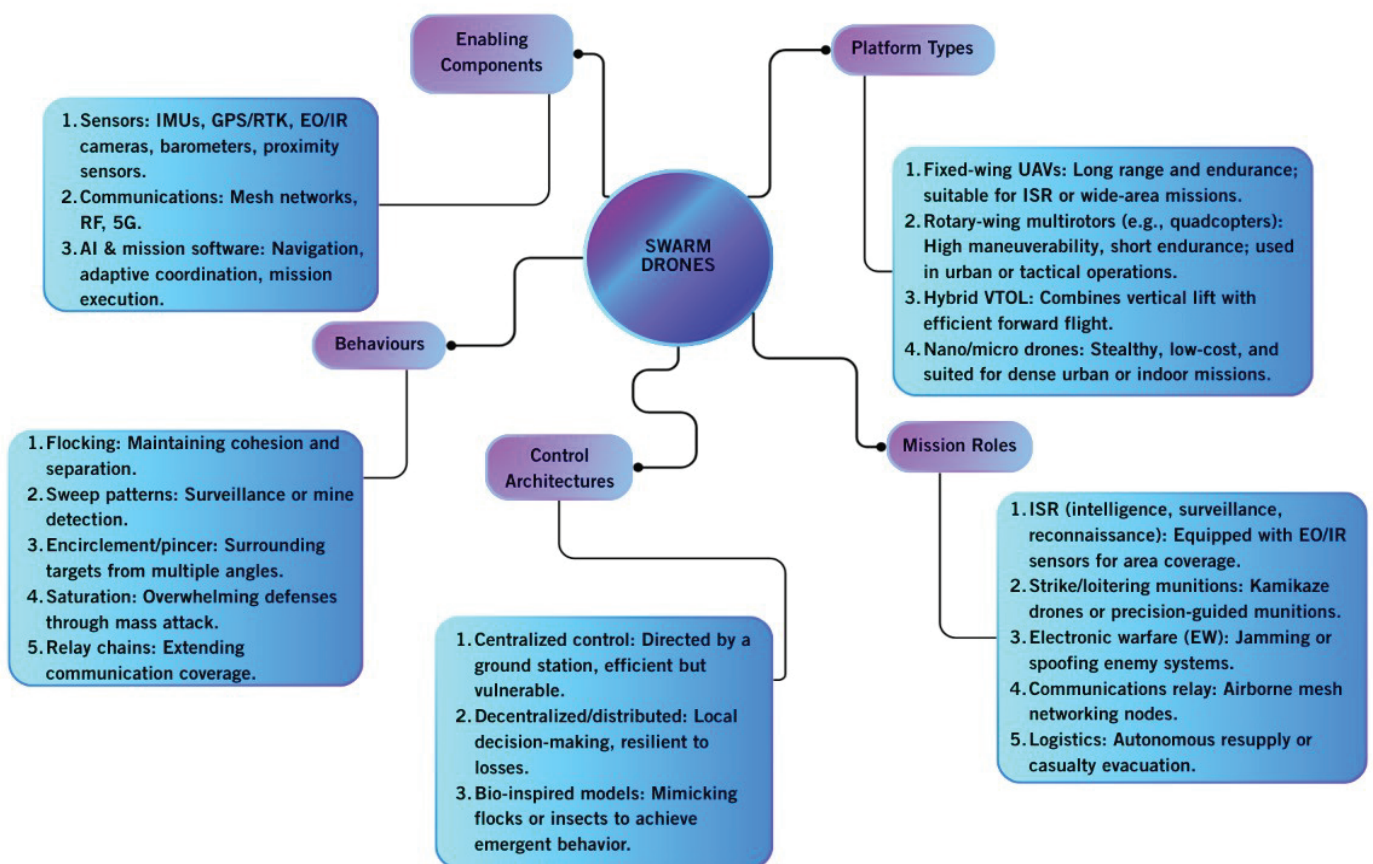 SWARM
DRONES
Enabling
Components
1. Sensors: IMUs, GPS/RTK, EO/IR
cameras, barometers, proximity
sensors.
2. Communications: Mesh networks,
RF, 5G.
3. AI & mission software: Navigation,
adaptive coordination, mission
execution.
Platform Types
1. Fixed-wing UAVs: Long range and endurance;
suitable for ISR or wide-area missions.
2. Rotary-wing multirotors (e.g., quadcopters):
High maneuverability, short endurance; used
in urban or tactical operations.
3. Hybrid VTOL: Combines vertical lift with
efficient forward flight.
4. Nano/micro drones: Stealthy, low-cost, and
suited for dense urban or indoor missions.
Behaviours
1. Flocking: Maintaining cohesion and
separation.
2. Sweep patterns: Surveillance or mine
detection.
3. Encirclement/pincer: Surrounding
targets from multiple angles.
4. Saturation: Overwhelming defenses
through mass attack.
5. Relay chains: Extending
communication coverage.
Control
Architectures
1. Centralized control: Directed by a
ground station, efficient but
vulnerable.
2. Decentralized/distributed: Local
decision-making, resilient to
losses.
3. Bio-inspired models: Mimicking
flocks or insects to achieve
emergent behavior.
Mission Roles
1. ISR (intelligence, surveillance,
reconnaissance): Equipped with EO/IR
sensors for area coverage.
2. Strike/loitering munitions: Kamikaze
drones or precision-guided munitions.
3. Electronic warfare (EW): Jamming or
spoofing enemy systems.
4. Communications relay: Airborne mesh
networking nodes.
5. Logistics: Autonomous resupply or
casualty evacuation.